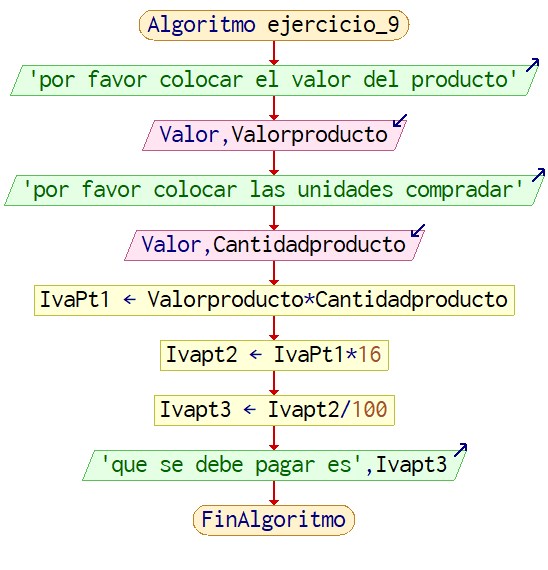 Algoritmo ejercicio_9
'por favor colocar el valor del producto'
Valor,Valorproducto
'por favor colocar las unidades compradar'
Valor,Cantidadproducto
IvaPt1 ← Valorproducto*Cantidadproducto
Ivapt2 ← IvaPt1*16
Ivapt3 ← Ivapt2/100
'que se debe pagar es',Ivapt3
FinAlgoritmo